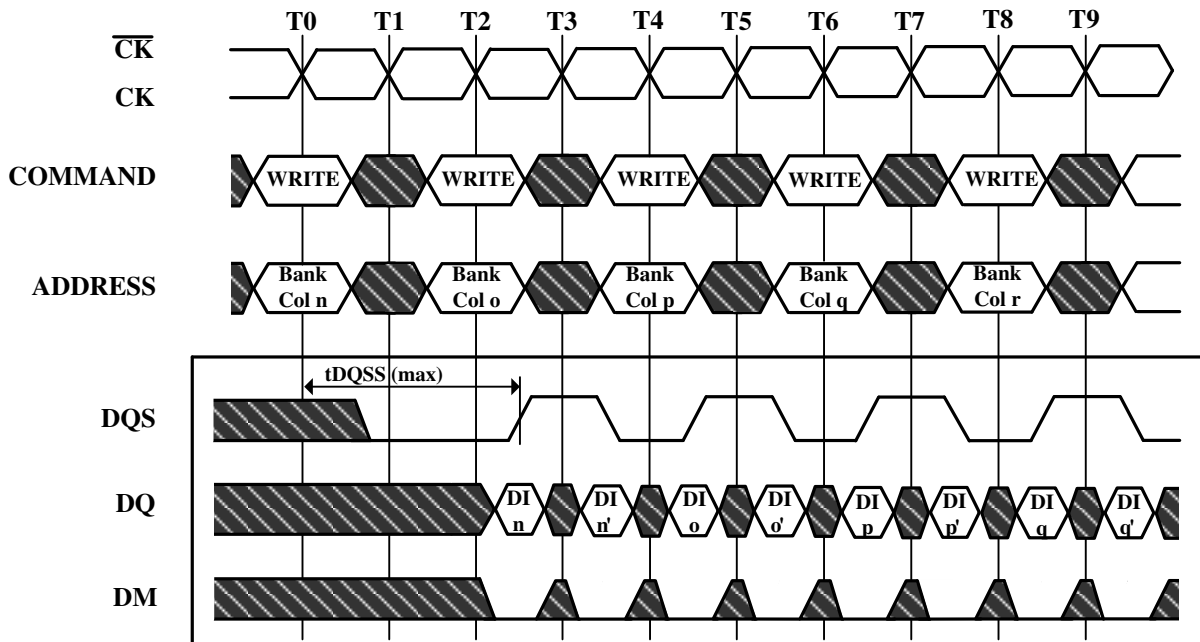 T0 T1 T2 T3 T4 T5 T6 T7 T8 T9
CK
CK
COMMAND WRITE WRITE WRITE WRITE WRITE
ADDRESS
Bank Bank Bank Bank Bank
Col n Col o Col p Col q Col r
tDQSS (max)
DQS
DQ
DI DI DI DI DI DI DI DI
n n' o o' p p' q q'
DM